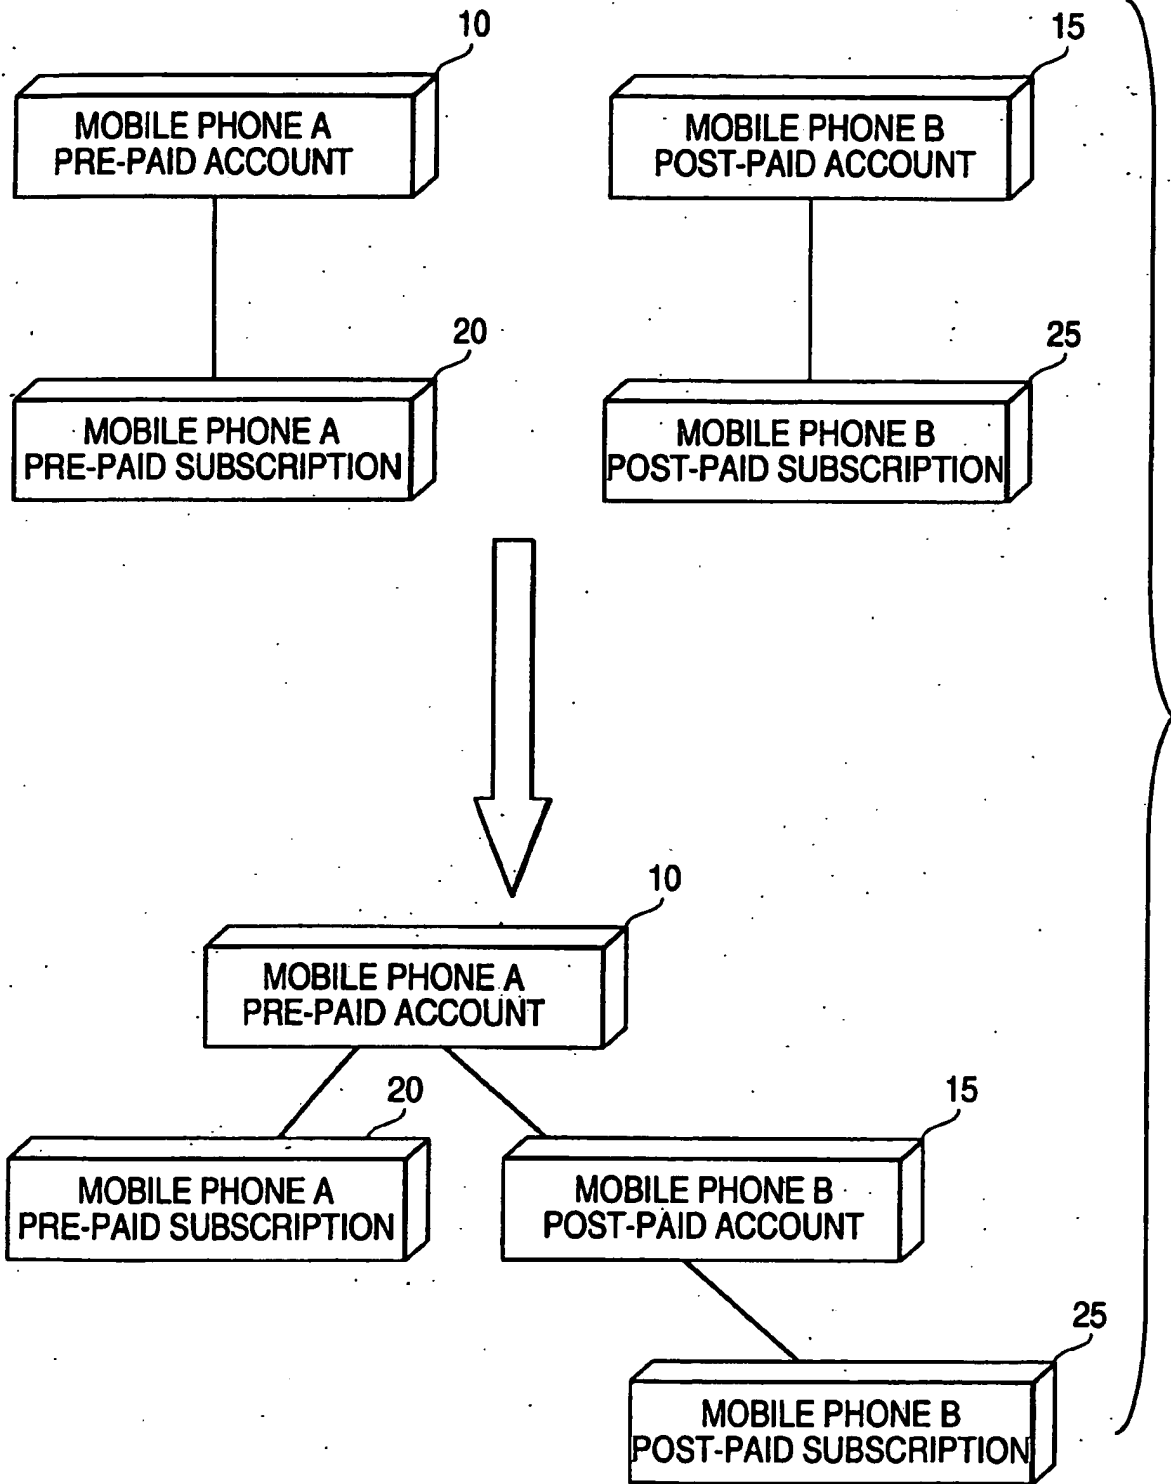 10
15
MOBILE PHONE A
PRE-PAID ACCOUNT
MOBILE PHONE B
POST-PAID ACCOUNT
20
25
MOBILE PHONE A
PRE-PAID SUBSCRIPTION
MOBILE PHONE B
POST-PAID SUBSCRIPTION
10
MOBILE PHONE A
PRE-PAID ACCOUNT
20
15
MOBILE PHONE A
PRE-PAID SUBSCRIPTION
MOBILE PHONE B
POST-PAID ACCOUNT
25
MOBILE PHONE B
POST-PAID SUBSCRIPTION